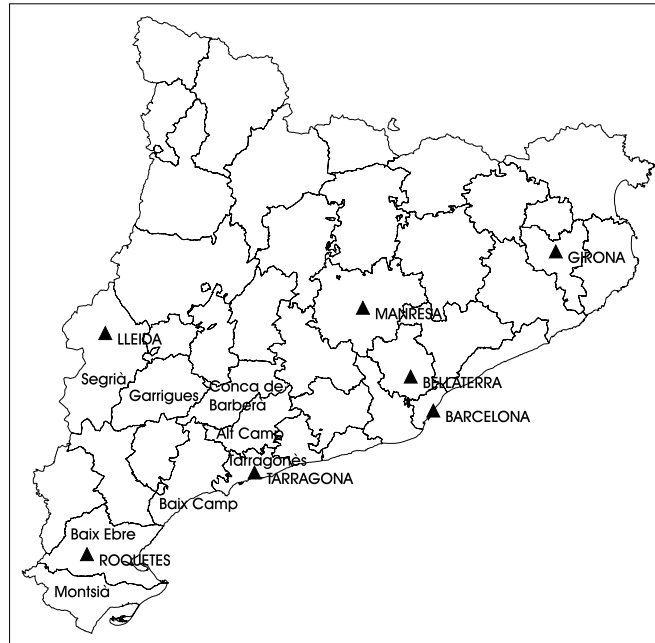 GIRONA
MANRESA
LLEIDA
Segrià
Garrigues
Conca de
Barberà
BELLATERRA
BARCELONA
Alt Camp
Tarragonès
TARRAGONA
Baix Camp
Baix Ebre
ROQUETES
Montsià